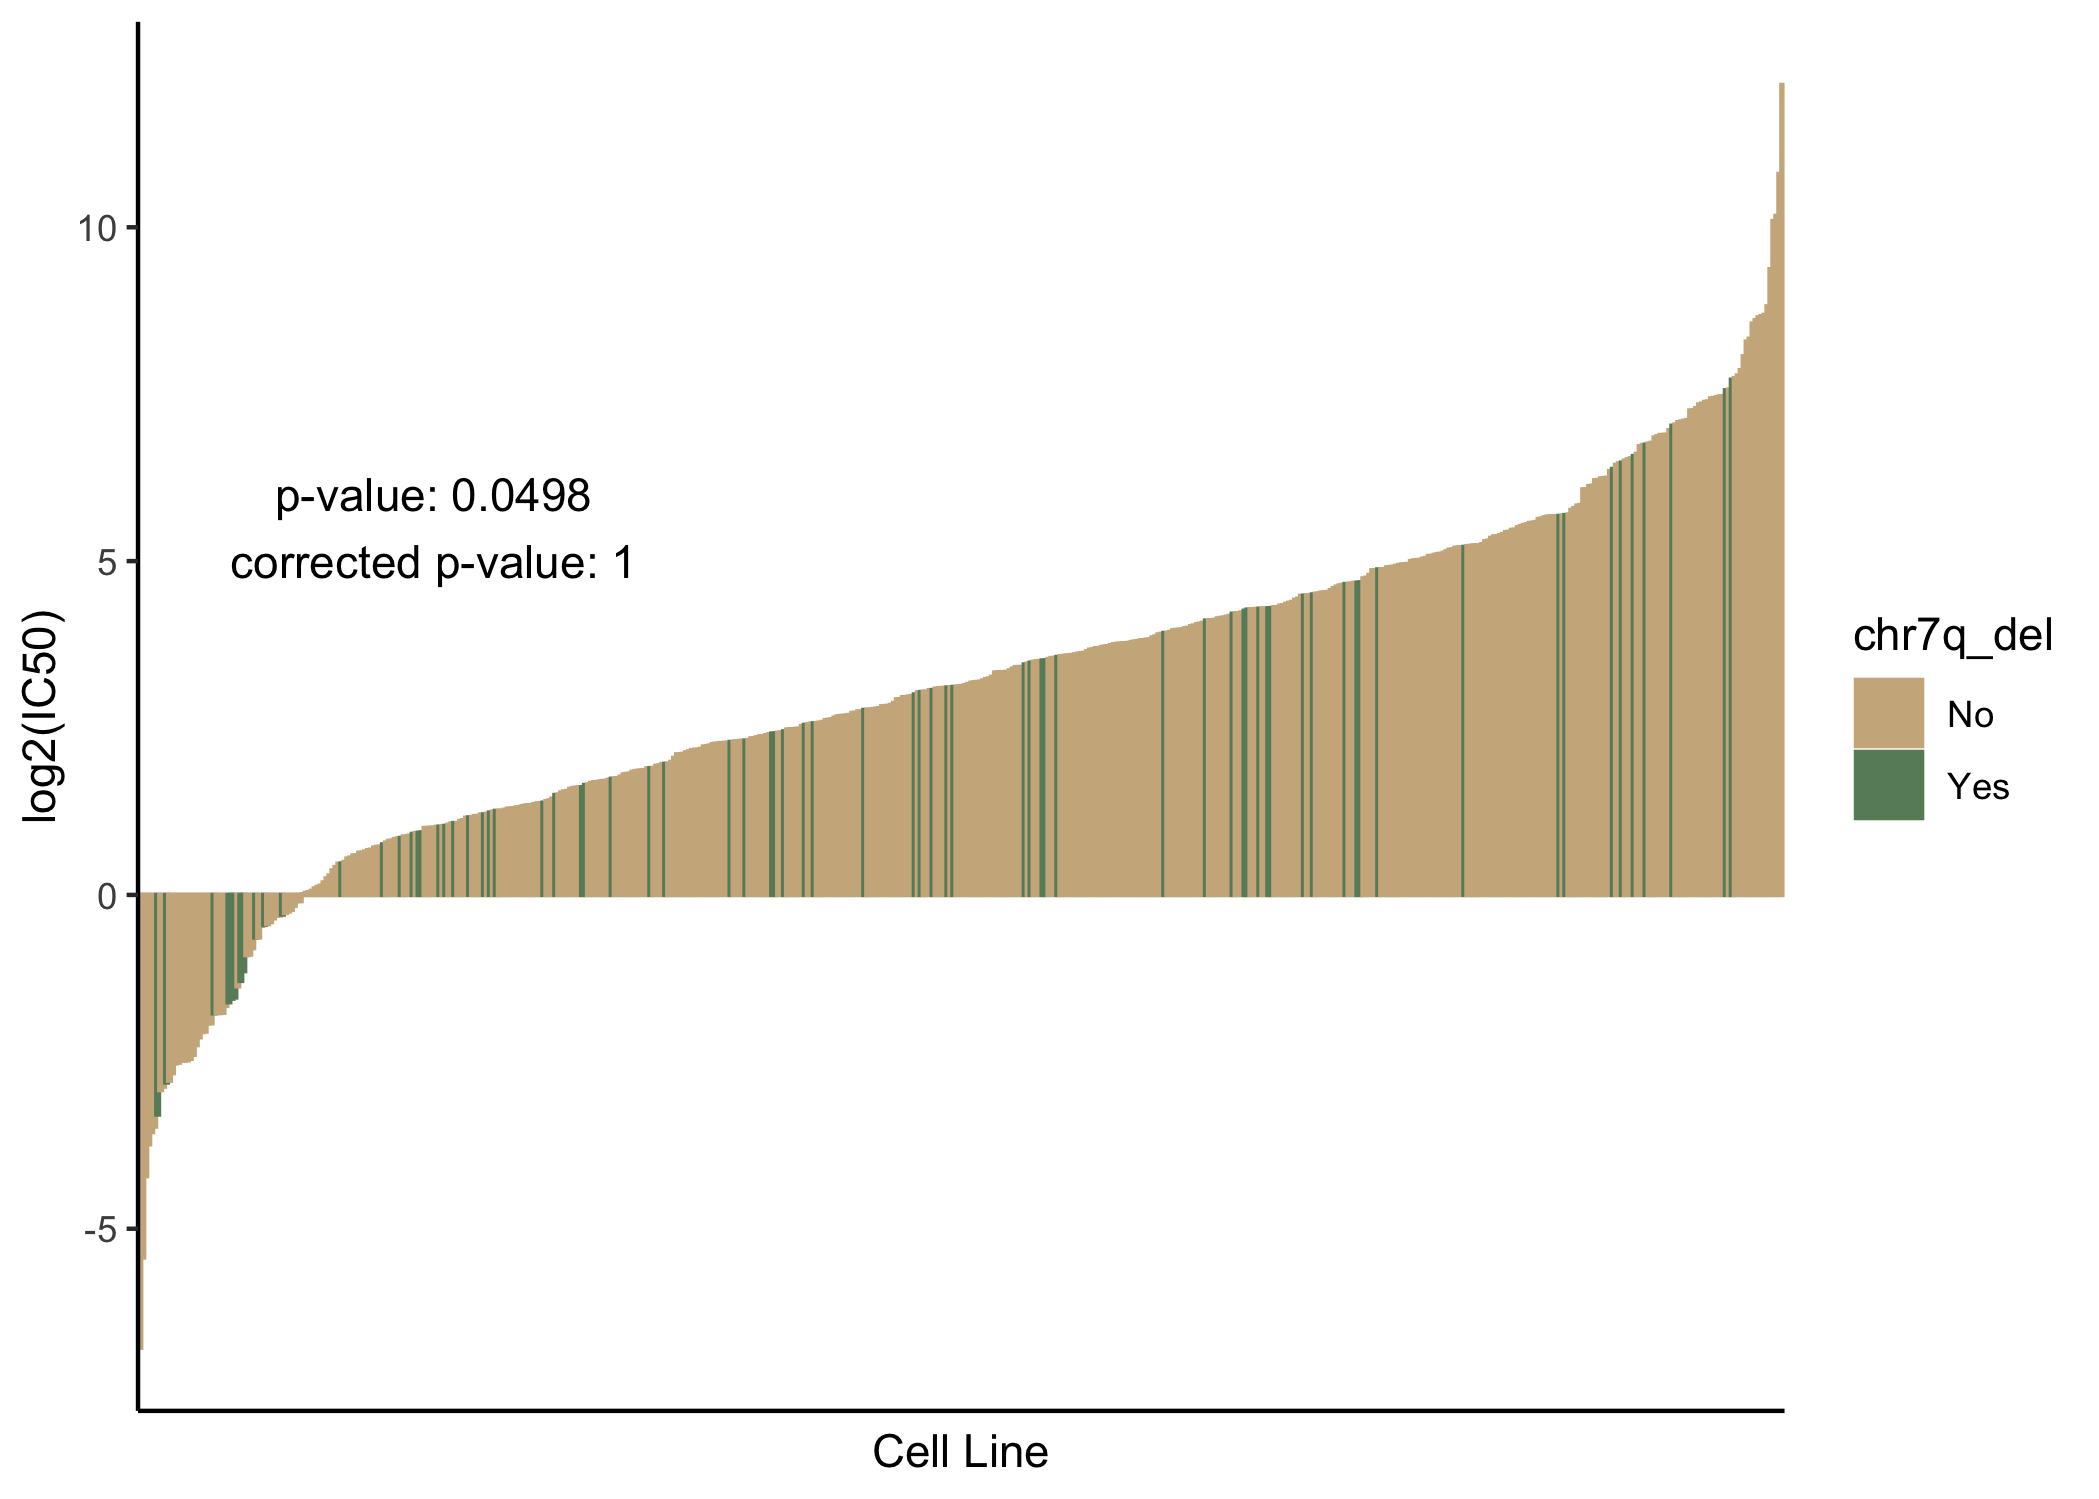 10
5
0
-5
log2(IC50)
p-value: 0.0498
corrected p-value: 1
chr7q_del
No
Yes
Cell Line